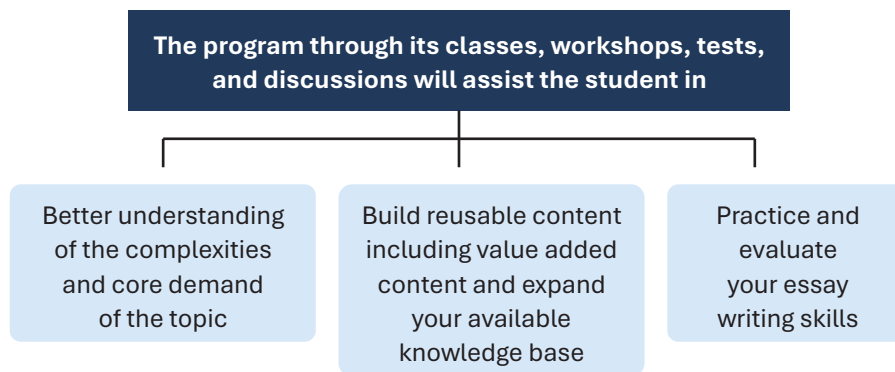 The program through its classes, workshops, tests,
and discussions will assist the student in
Better understanding
of the complexities
and core demand
of the topic
Build reusable content
including value added
content and expand
your available
knowledge base
Practice and
evaluate
your essay
writing skills